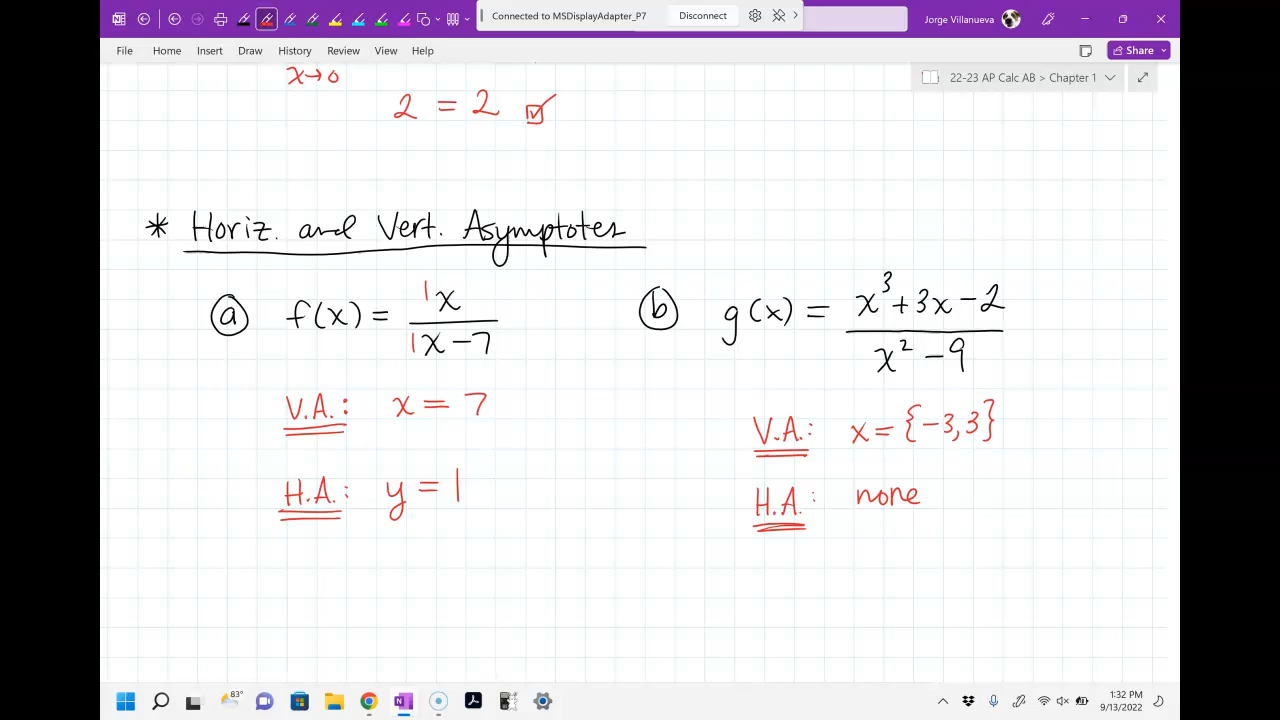 Connected to MSDisplayAdapter_P7 Disconnect Jorge Villanueva
File Home Insert Draw History Review View Help Share
x→0 22-23 AP Calc AB > Chapter 1
2 = 2
* Horiz. and Vert. Asymptotes
ⓐ f(x) = 1x / 1x − 7
ⓑ g(x) = x³ + 3x − 2 / x² − 9
V.A.: x = 7
V.A.: x = {−3, 3}
H.A.: y = 1
H.A.: none
83°
1:32 PM
9/13/2022